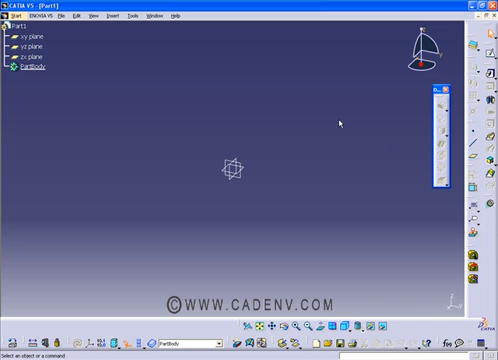 CATIA V5 - [Part1]
Start ENOVIA V5 File Edit View Insert Tools Window Help
Part1
xy plane
yz plane
zx plane
PartBody
D...
©WWW.CADENV.COM
CATIA
PartBody
Select an object or a command